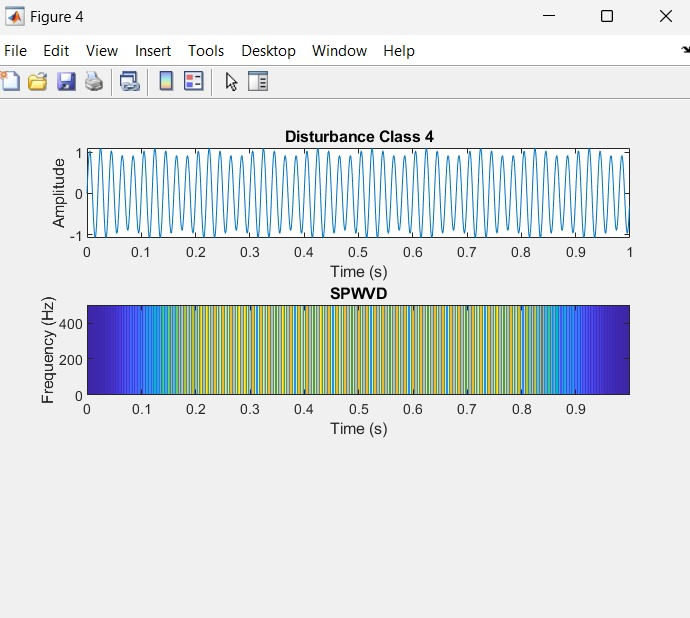 Figure 4
File Edit View Insert Tools Desktop Window Help
Disturbance Class 4
Amplitude
1
0
-1
0 0.1 0.2 0.3 0.4 0.5 0.6 0.7 0.8 0.9 1
Time (s)
SPWVD
Frequency (Hz)
400
200
0
0 0.1 0.2 0.3 0.4 0.5 0.6 0.7 0.8 0.9
Time (s)